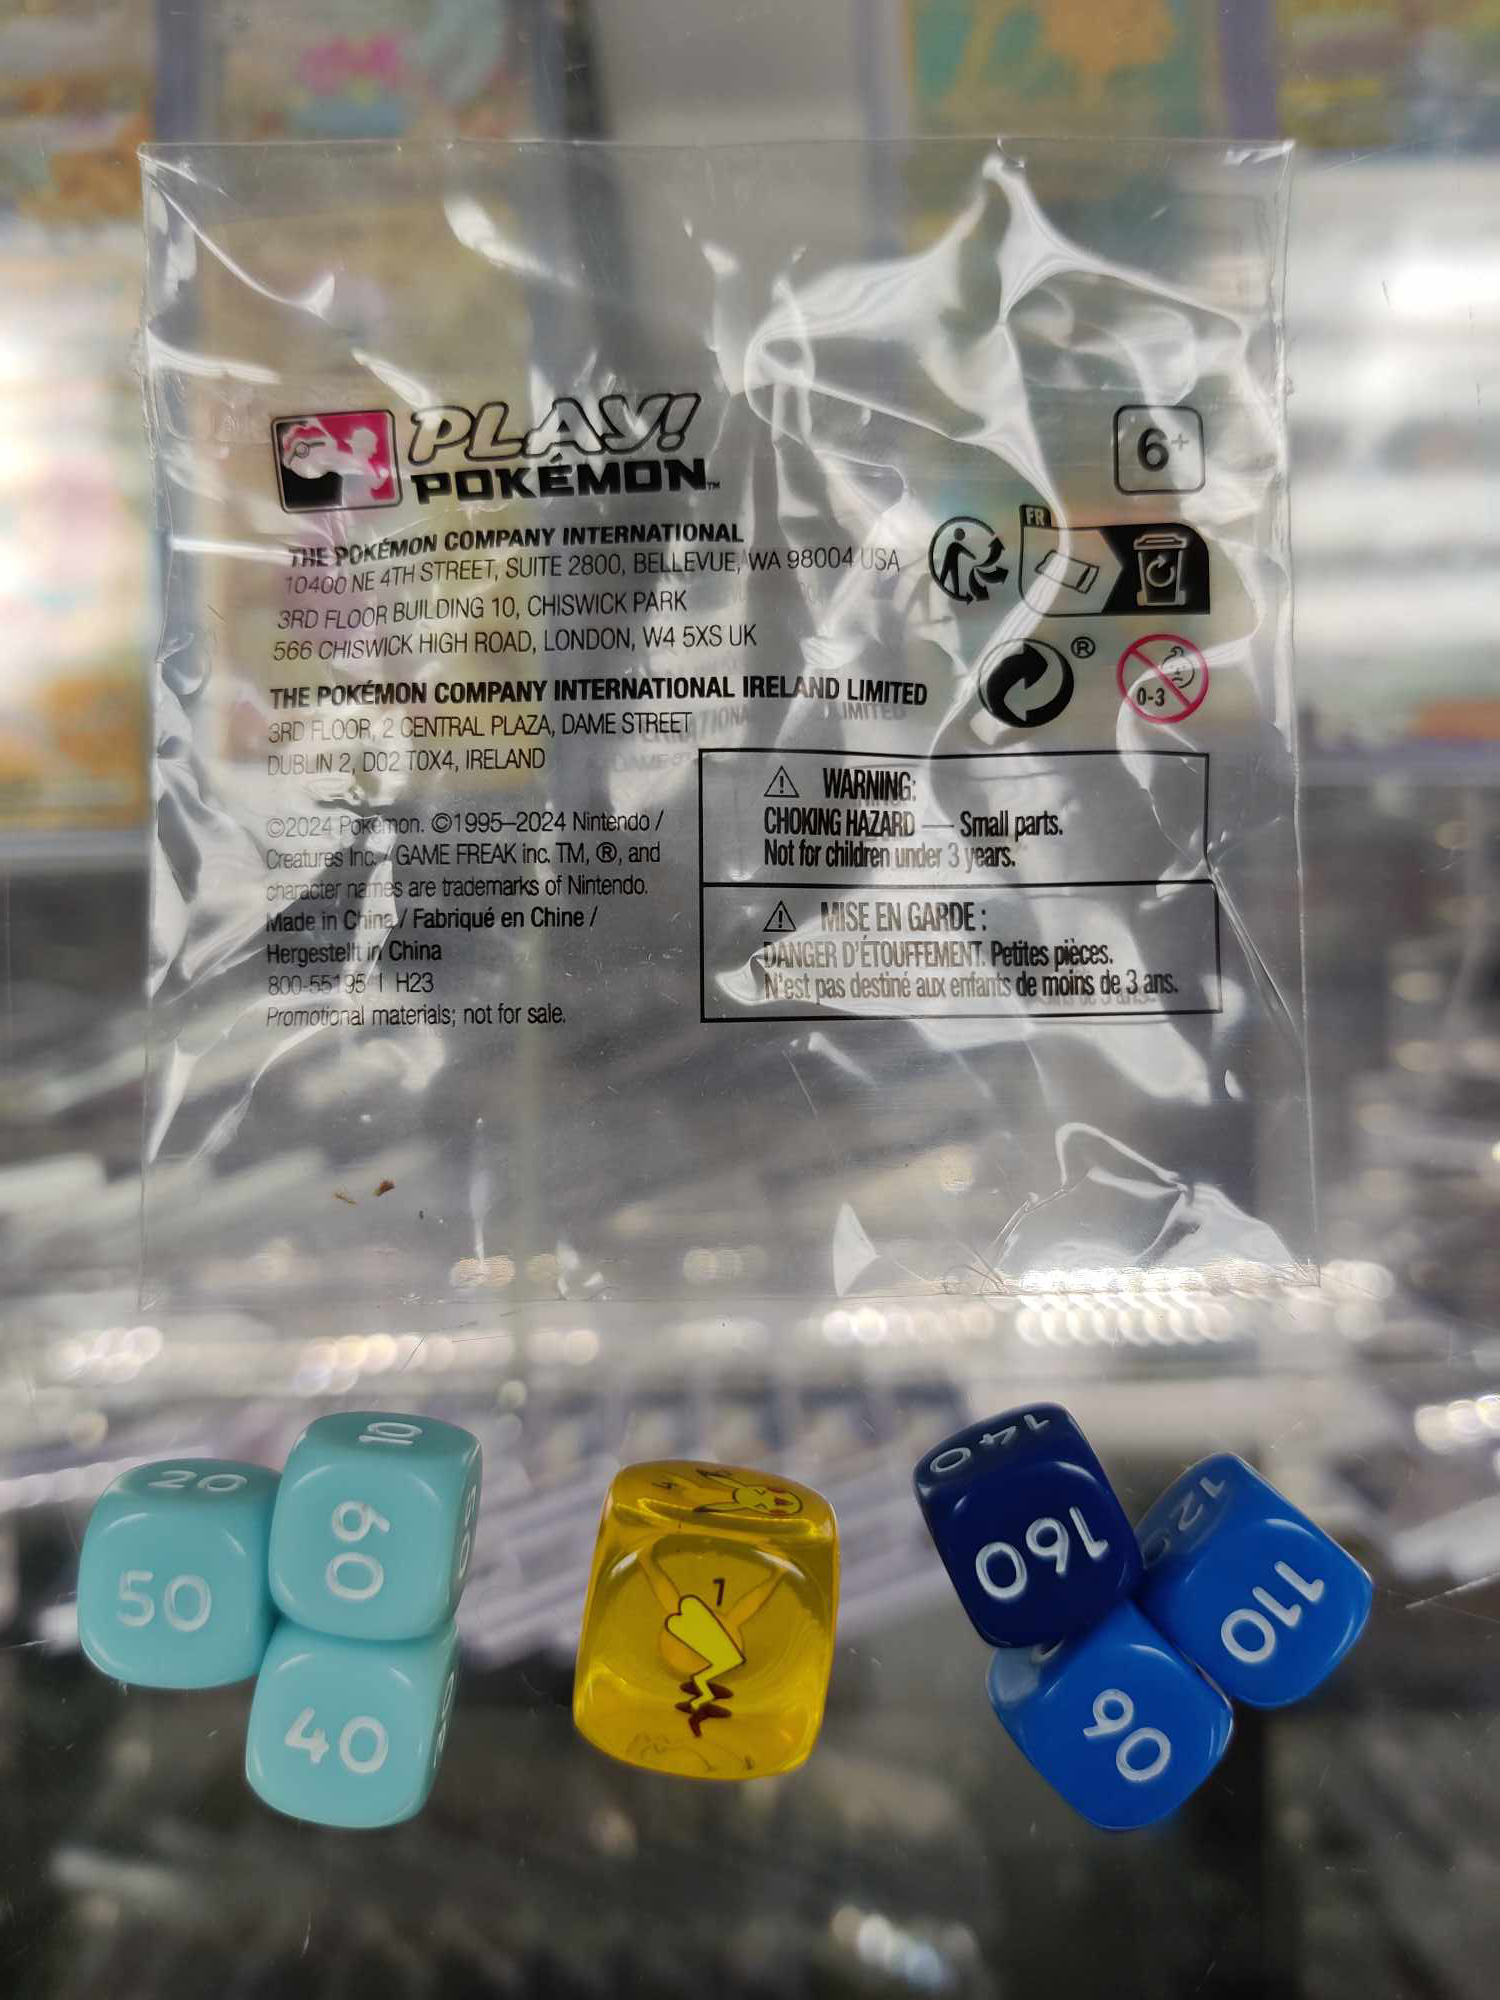 PLAY!
POKÉMON™
6+
THE POKÉMON COMPANY INTERNATIONAL
10400 NE 4TH STREET, SUITE 2800, BELLEVUE, WA 98004 USA
3RD FLOOR BUILDING 10, CHISWICK PARK
566 CHISWICK HIGH ROAD, LONDON, W4 5XS UK
FR
®
0-3
THE POKÉMON COMPANY INTERNATIONAL IRELAND LIMITED
3RD FLOOR, 2 CENTRAL PLAZA, DAME STREET
DUBLIN 2, D02 T0X4, IRELAND
©2024 Pokémon. ©1995–2024 Nintendo /
Creatures Inc. / GAME FREAK inc. TM, ®, and
character names are trademarks of Nintendo.
Made in China / Fabriqué en Chine /
Hergestellt in China
800-55195 | H23
Promotional materials; not for sale.
⚠ WARNING:
CHOKING HAZARD — Small parts.
Not for children under 3 years.
⚠ MISE EN GARDE :
DANGER D'ÉTOUFFEMENT. Petites pièces.
N'est pas destiné aux enfants de moins de 3 ans.
20
50
10
60
40
4
1
140
160
120
110
90